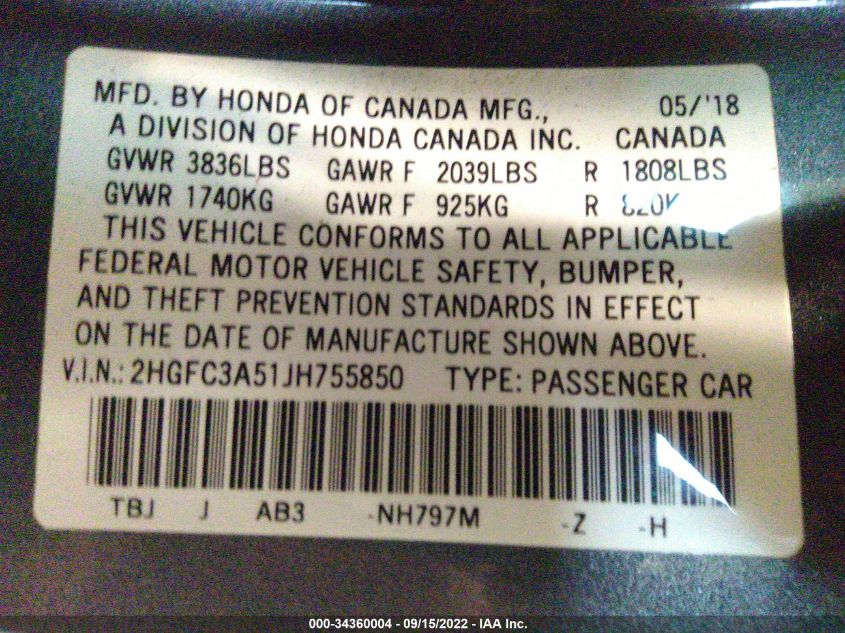 MFD. BY HONDA OF CANADA MFG., 05/'18
A DIVISION OF HONDA CANADA INC. CANADA
GVWR 3836LBS GAWR F 2039LBS R 1808LBS
GVWR 1740KG GAWR F 925KG R
THIS VEHICLE CONFORMS TO ALL APPLICABLE
FEDERAL MOTOR VEHICLE SAFETY, BUMPER,
AND THEFT PREVENTION STANDARDS IN EFFECT
ON THE DATE OF MANUFACTURE SHOWN ABOVE.
V.I.N.: 2HGFC3A51JH755850 TYPE: PASSENGER CAR
TBJ J AB3 -NH797M -Z -H
000-34360004 - 09/15/2022 - IAA Inc.